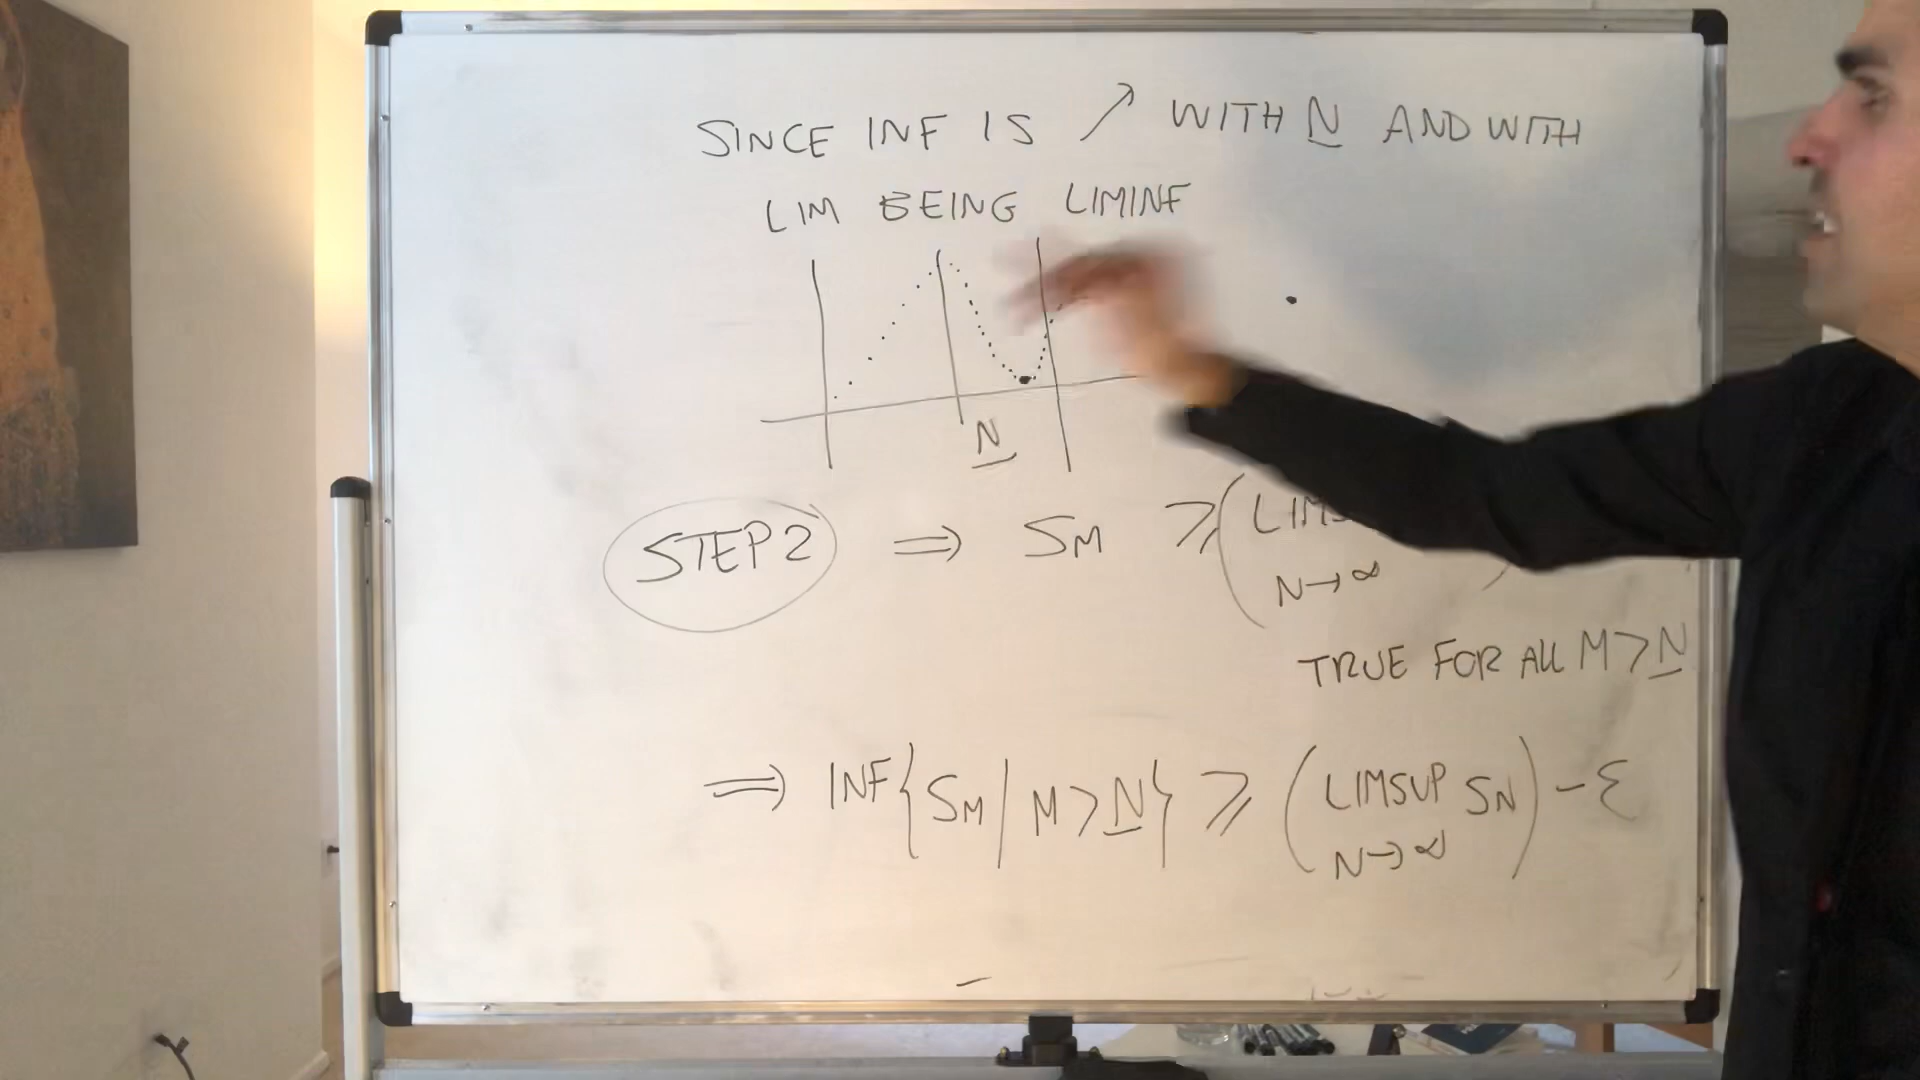 SINCE INF IS ↗ WITH N AND WITH
LIM BEING LIMINF
N
STEP 2 ⟹ SM ⩾ (
N→∞
TRUE FOR ALL M>N
⟹ INF{SM | M>N} ⩾ (LIMSUP SN) -ε
N→∞